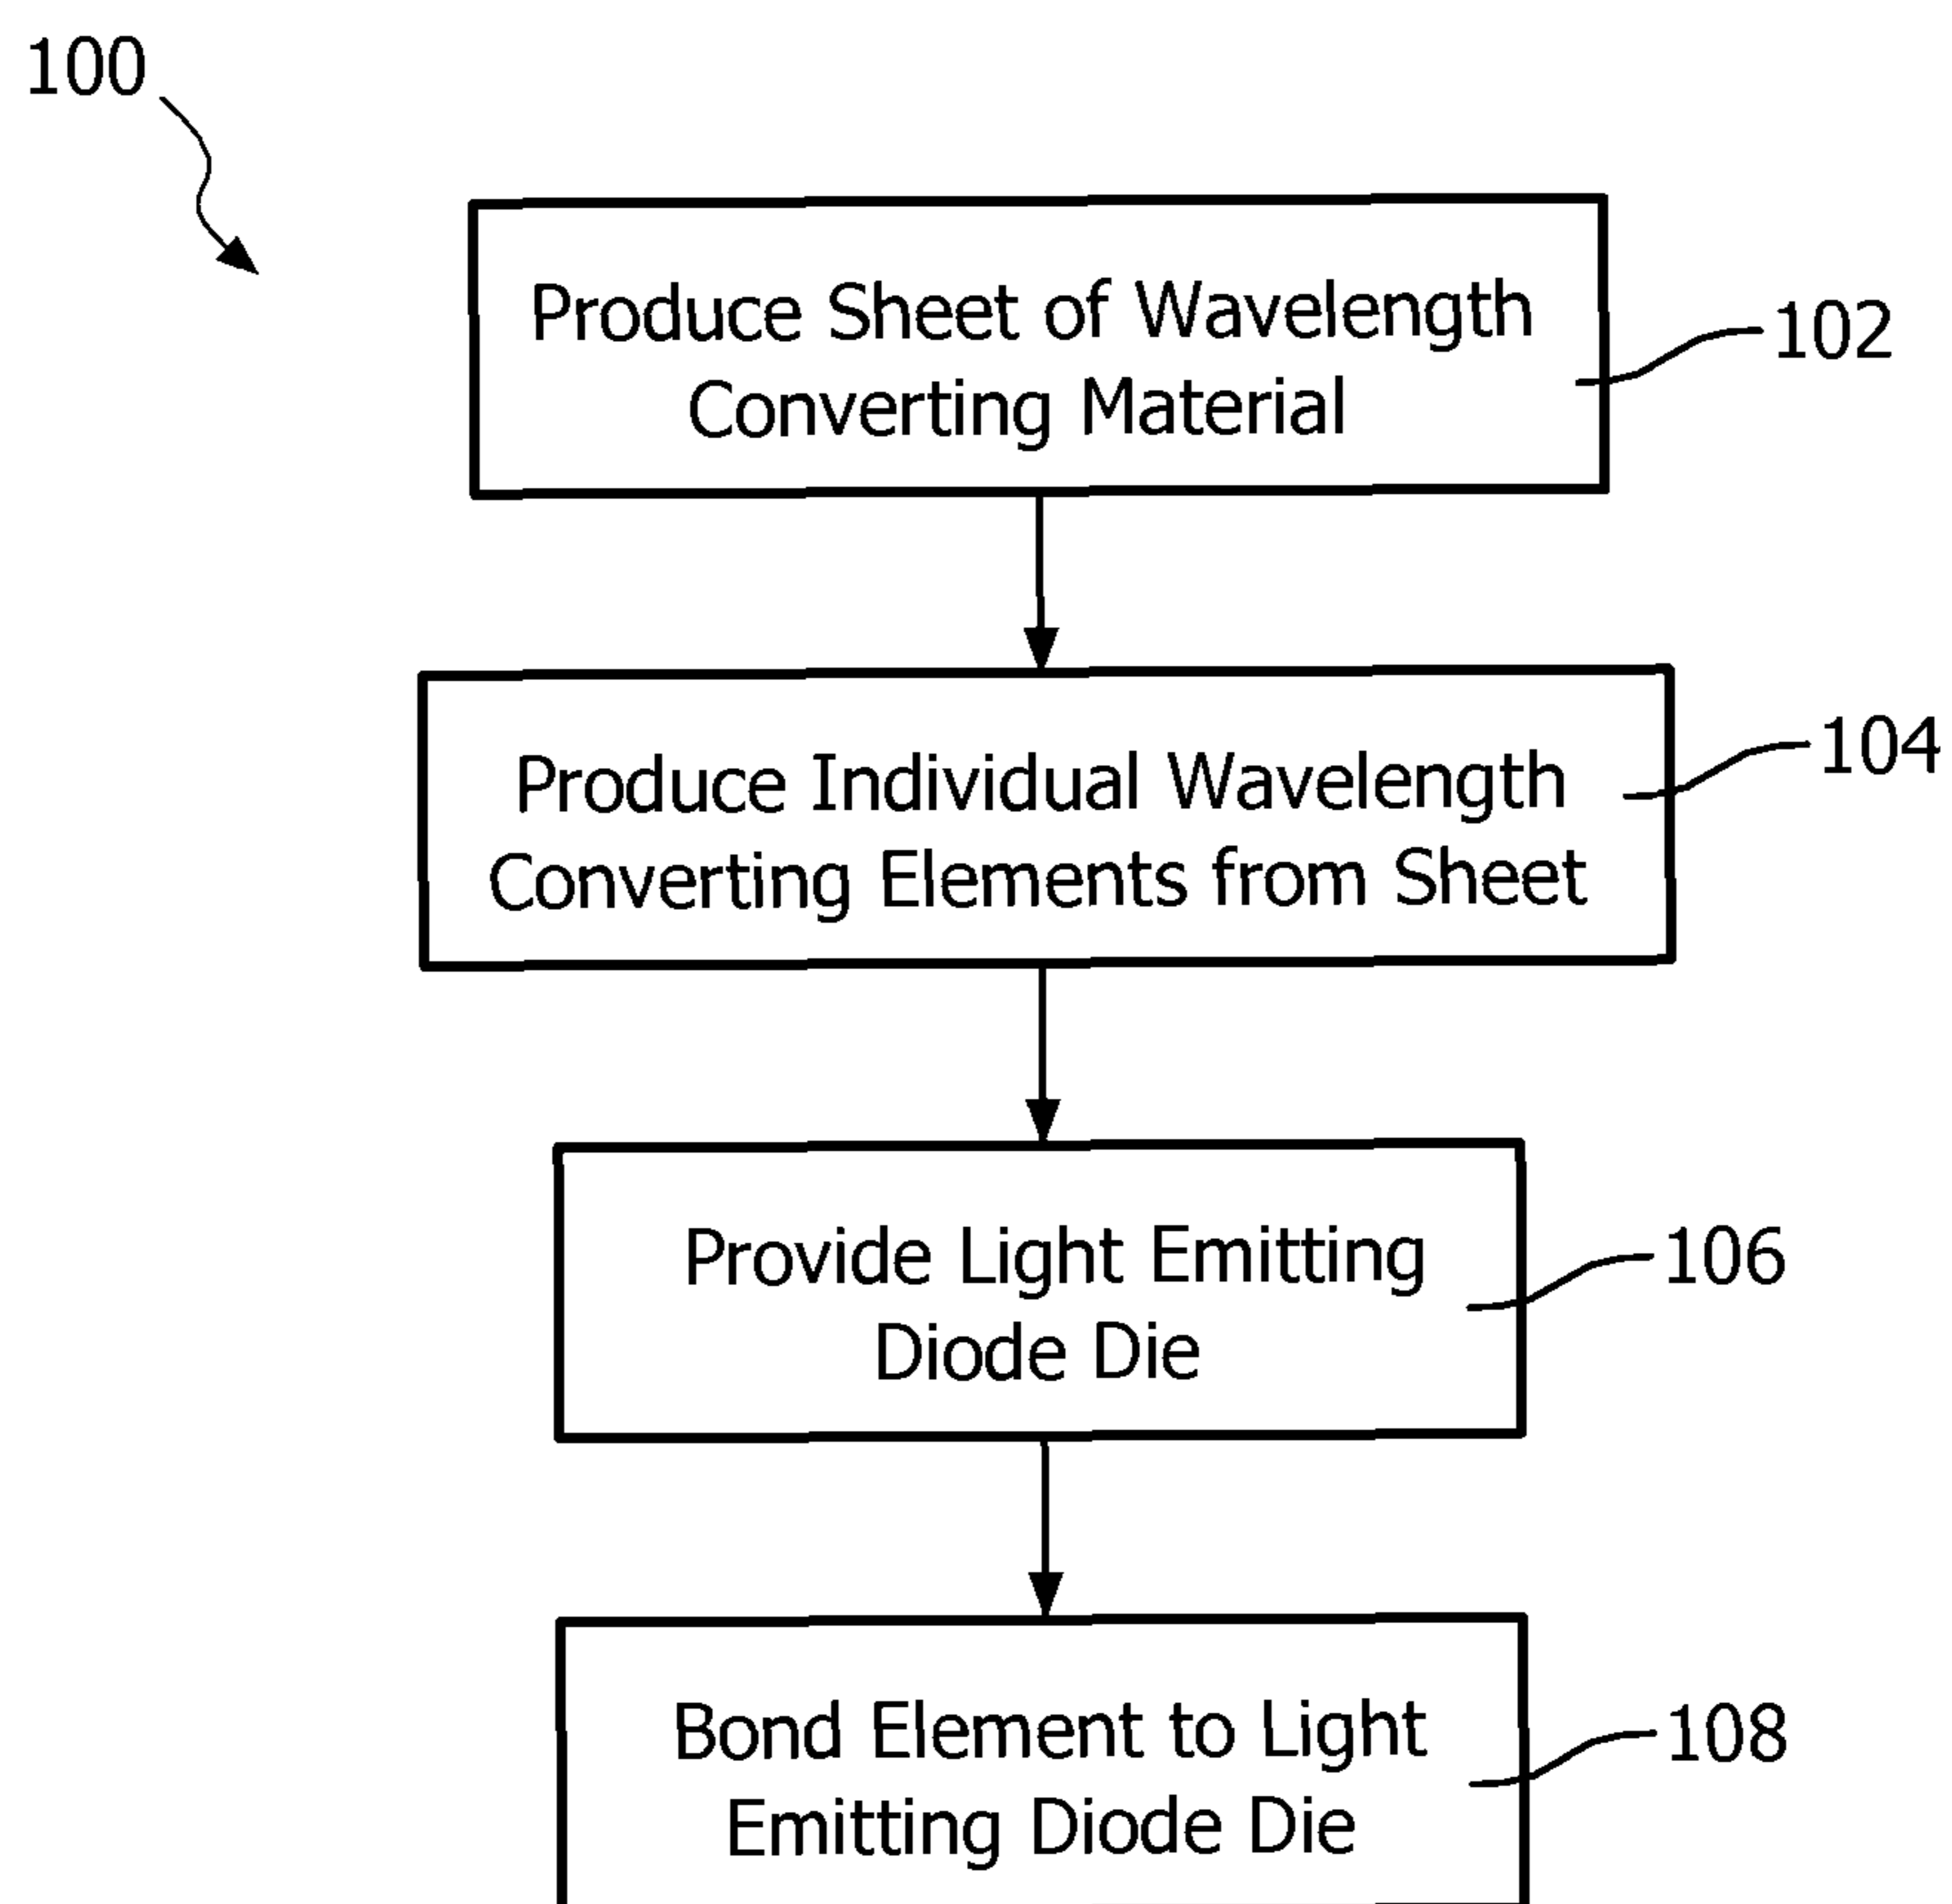 100
Produce Sheet of Wavelength
Converting Material
102
Produce Individual Wavelength
Converting Elements from Sheet
104
Provide Light Emitting
Diode Die
106
Bond Element to Light
Emitting Diode Die
108